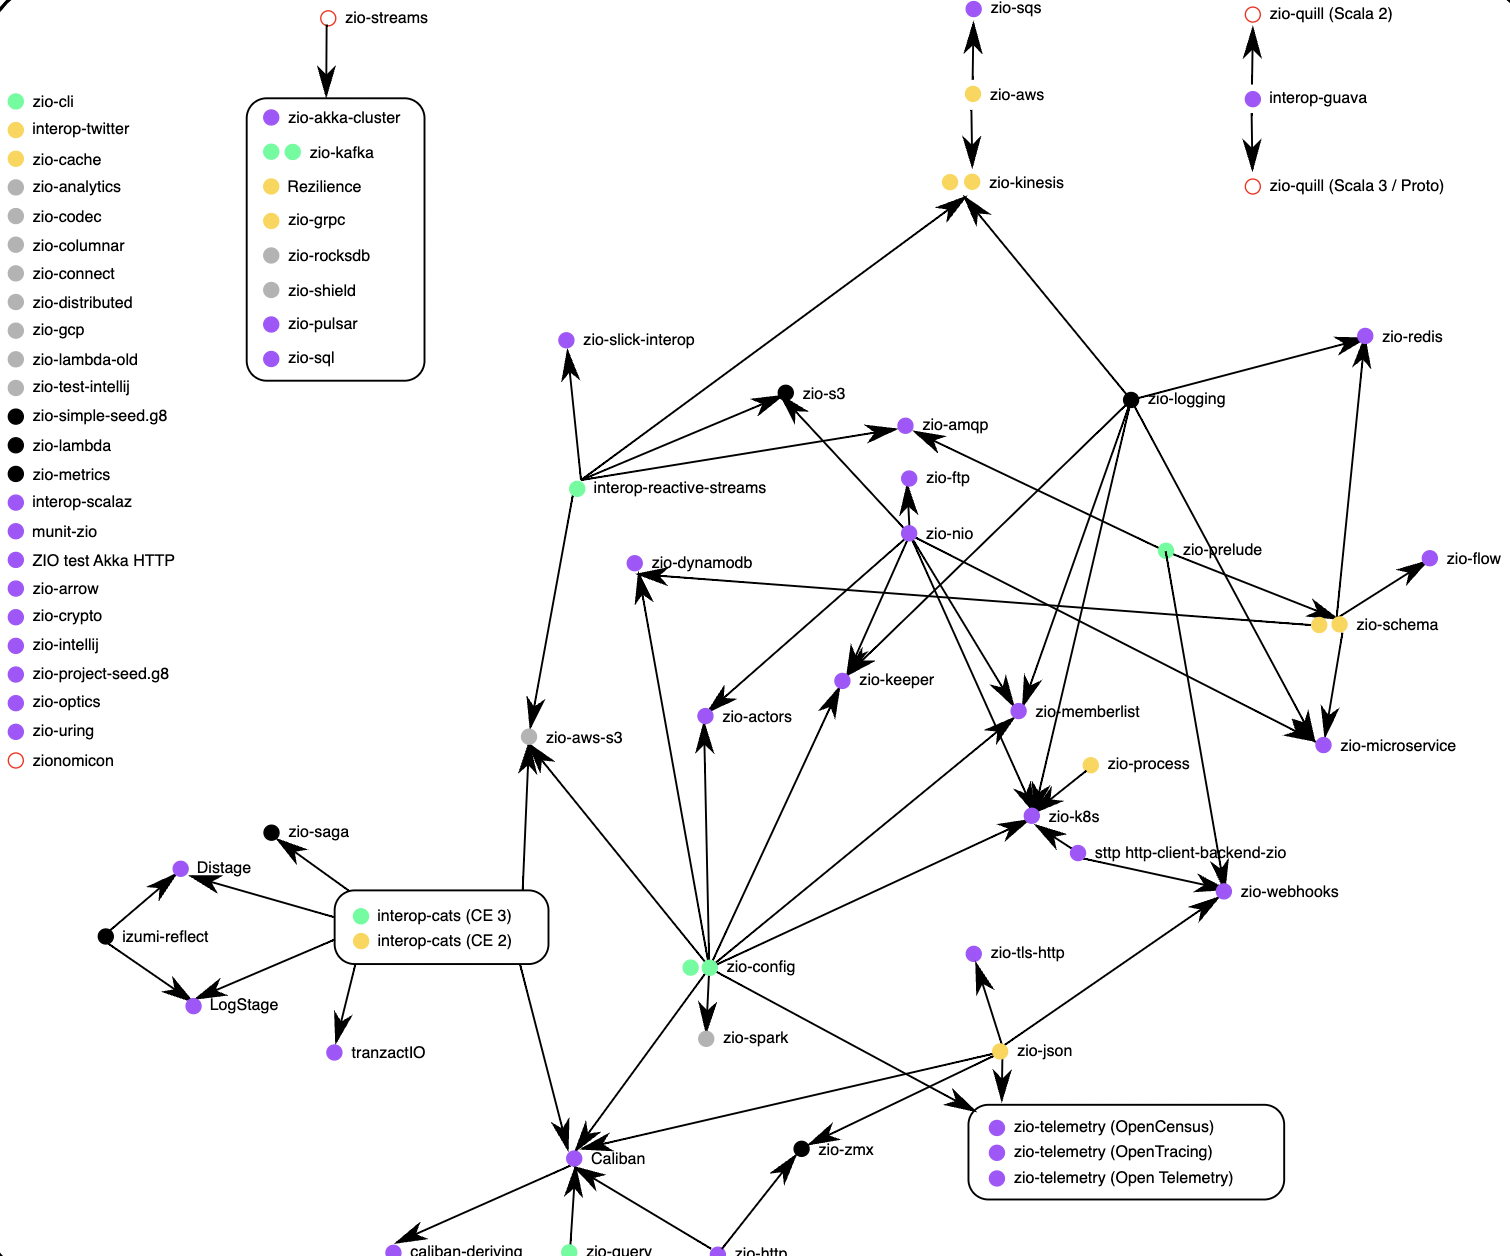 zio-streams
zio-sqs
zio-quill (Scala 2)
zio-aws
interop-guava
zio-kinesis
zio-quill (Scala 3 / Proto)
zio-cli
interop-twitter
zio-cache
zio-analytics
zio-codec
zio-columnar
zio-connect
zio-distributed
zio-gcp
zio-lambda-old
zio-test-intellij
zio-simple-seed.g8
zio-lambda
zio-metrics
interop-scalaz
munit-zio
ZIO test Akka HTTP
zio-arrow
zio-crypto
zio-intellij
zio-project-seed.g8
zio-optics
zio-uring
zionomicon
zio-akka-cluster
zio-kafka
Rezilience
zio-grpc
zio-rocksdb
zio-shield
zio-pulsar
zio-sql
zio-slick-interop
zio-redis
zio-s3
zio-logging
zio-amqp
zio-ftp
interop-reactive-streams
zio-nio
zio-prelude
zio-dynamodb
zio-flow
zio-schema
zio-keeper
zio-actors
zio-memberlist
zio-aws-s3
zio-microservice
zio-process
zio-k8s
sttp http-client-backend-zio
zio-webhooks
zio-saga
Distage
interop-cats (CE 3)
interop-cats (CE 2)
izumi-reflect
LogStage
tranzactIO
zio-config
zio-tls-http
zio-spark
zio-json
zio-telemetry (OpenCensus)
zio-telemetry (OpenTracing)
zio-telemetry (Open Telemetry)
zio-zmx
Caliban
caliban-deriving
zio-query
zio-http